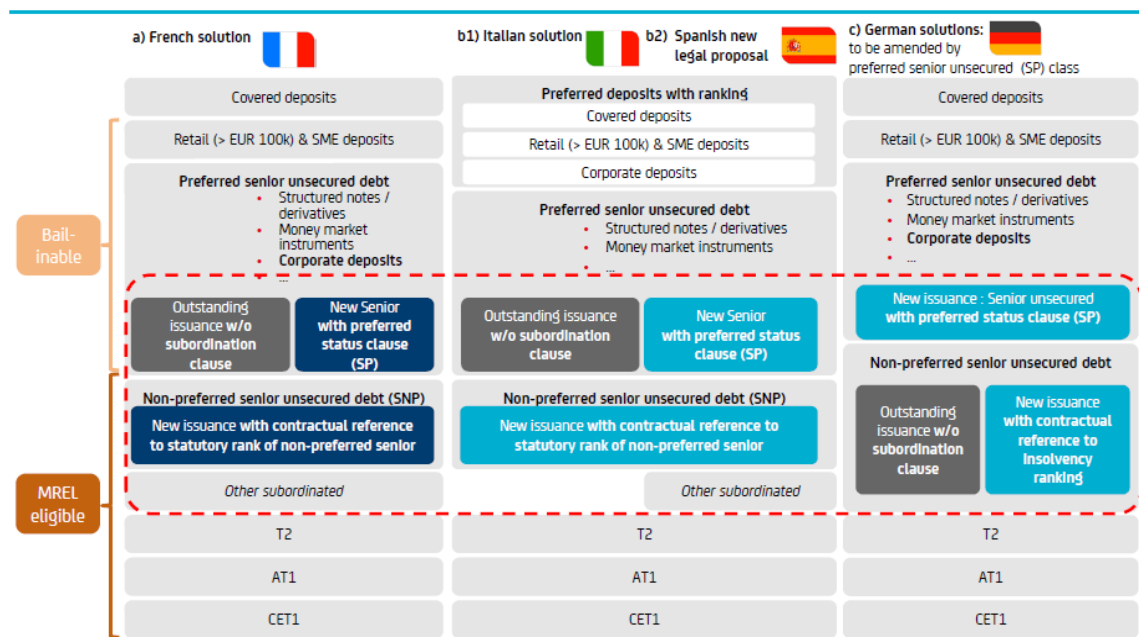 a) French solution
b1) Italian solution
b2) Spanish new
legal proposal
c) German solutions:
to be amended by
preferred senior unsecured (SP) class
Bail-
inable
MREL
eligible
Covered deposits
Retail (> EUR 100k) & SME deposits
Preferred senior unsecured debt
• Structured notes /
derivatives
• Money market
instruments
• Corporate deposits
• ...
Outstanding
issuance w/o
subordination
clause
New Senior
with preferred
status clause
(SP)
Non-preferred senior unsecured debt (SNP)
New issuance with contractual reference
to statutory rank of non-preferred senior
Other subordinated
T2
AT1
CET1
Preferred deposits with ranking
Covered deposits
Retail (> EUR 100k) & SME deposits
Corporate deposits
Preferred senior unsecured debt
• Structured notes / derivatives
• Money market instruments
• ...
Outstanding issuance
w/o subordination
clause
New Senior
with preferred status
clause (SP)
Non-preferred senior unsecured debt (SNP)
New issuance with contractual reference to
statutory rank of non-preferred senior
Other subordinated
T2
AT1
CET1
Covered deposits
Retail (> EUR 100k) & SME deposits
Preferred senior unsecured debt
• Structured notes / derivatives
• Money market instruments
• Corporate deposits
• ...
New issuance : Senior unsecured
with preferred status clause (SP)
Non-preferred senior unsecured debt
Outstanding
issuance w/o
subordination
clause
New issuance
with contractual
reference to
Insolvency
ranking
T2
AT1
CET1